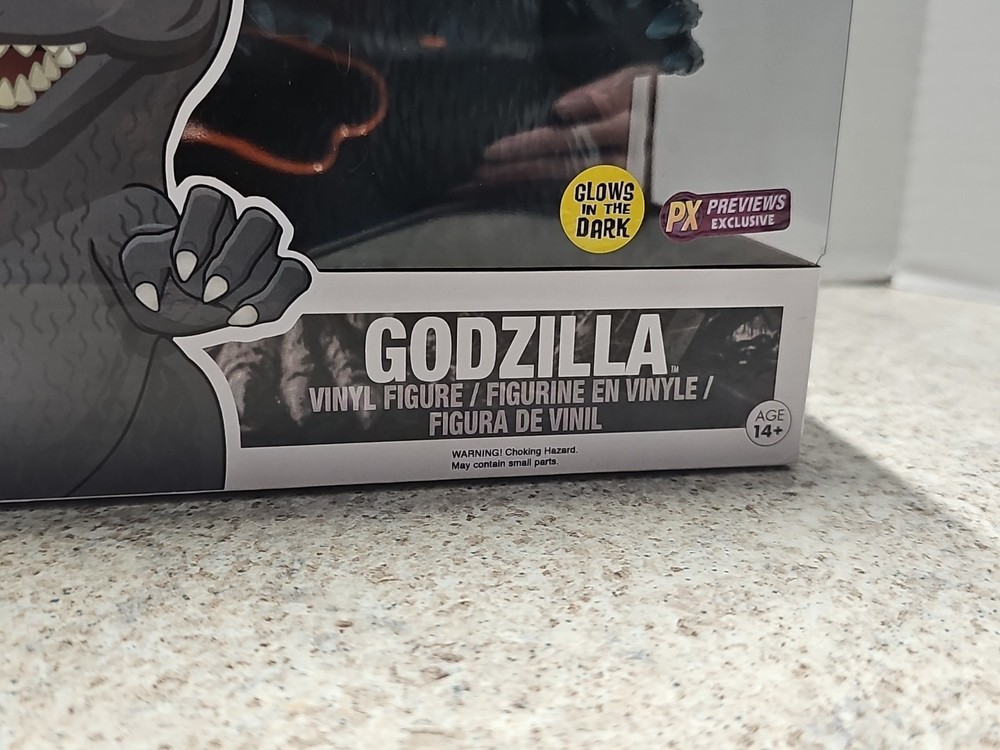 GLOWS
IN THE
DARK
PX PREVIEWS
EXCLUSIVE
GODZILLA™
VINYL FIGURE / FIGURINE EN VINYLE /
FIGURA DE VINIL
AGE
14+
WARNING! Choking Hazard.
May contain small parts.